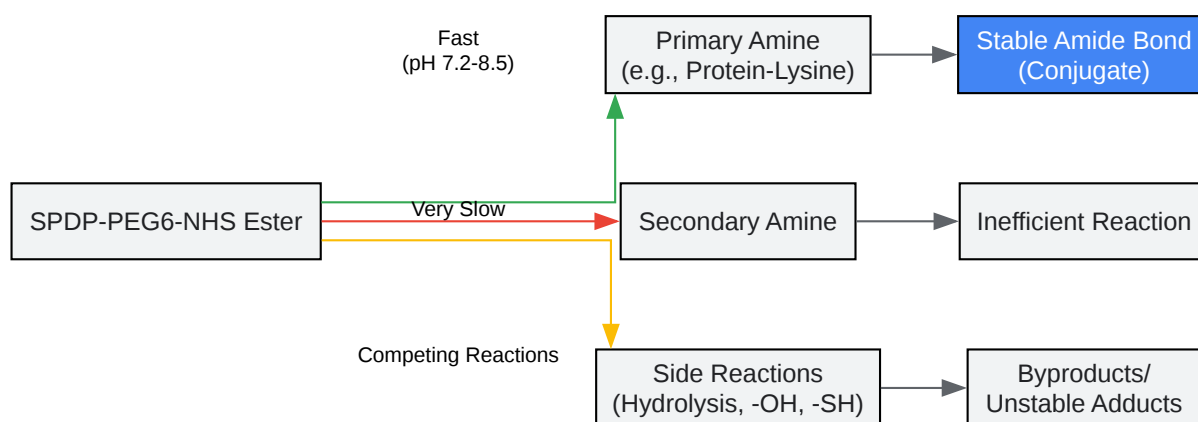 Fast
(pH 7.2-8.5)
Primary Amine
(e.g., Protein-Lysine)
Stable Amide Bond
(Conjugate)
SPDP-PEG6-NHS Ester
Very Slow
Secondary Amine
Inefficient Reaction
Competing Reactions
Side Reactions
(Hydrolysis, -OH, -SH)
Byproducts/
Unstable Adducts